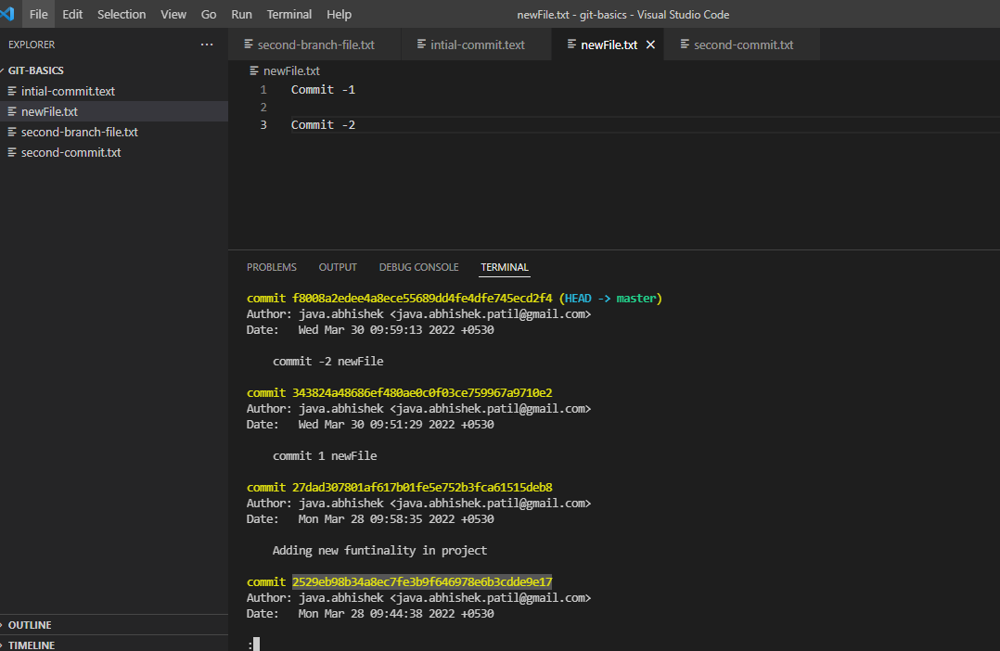 File Edit Selection View Go Run Terminal Help newFile.txt - git-basics - Visual Studio Code
EXPLORER ...
GIT-BASICS
intial-commit.text
newFile.txt
second-branch-file.txt
second-commit.txt
OUTLINE
TIMELINE
second-branch-file.txt intial-commit.text newFile.txt second-commit.txt
newFile.txt
1 Commit -1
2
3 Commit -2
PROBLEMS OUTPUT DEBUG CONSOLE TERMINAL
commit f8008a2edee4a8ece55689dd4fe4dfe745ecd2f4 (HEAD -> master)
Author: java.abhishek <java.abhishek.patil@gmail.com>
Date: Wed Mar 30 09:59:13 2022 +0530
commit -2 newFile
commit 343824a48686ef480ae0c0f03ce759967a9710e2
Author: java.abhishek <java.abhishek.patil@gmail.com>
Date: Wed Mar 30 09:51:29 2022 +0530
commit 1 newFile
commit 27dad307801af617b01fe5e752b3fca61515deb8
Author: java.abhishek <java.abhishek.patil@gmail.com>
Date: Mon Mar 28 09:58:35 2022 +0530
Adding new funtinality in project
commit 2529eb98b34a8ec7fe3b9f646978e6b3cdde9e17
Author: java.abhishek <java.abhishek.patil@gmail.com>
Date: Mon Mar 28 09:44:38 2022 +0530
: